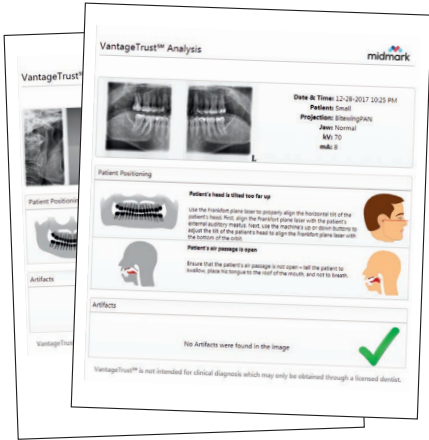 VantageTrust℠ Analysis
midmark
Date & Time: 12-28-2017 10:25 PM
Patient: Small
Projection: BitewingPAN
Jaw: Normal
kV: 70
mA: 8
L
Patient Positioning
Patient's head is tilted too far up
Use the Frankfort plane laser to properly align the horizontal tilt of the
patient's head. First, align the Frankfort plane laser with the patient's
external auditory meatus. Next, use the machine's up or down buttons to
adjust the tilt of the patient's head to align the Frankfort plane laser with
the bottom of the orbit.
Patient's air passage is open
Ensure that the patient's air passage is not open – tell the patient to
swallow, place his tongue to the roof of the mouth, and not to breath.
Artifacts
No Artifacts were found in the image
VantageTrust℠ is not intended for clinical diagnosis which may only be obtained through a licensed dentist.
VantageTrust
Patient Positioning
Artifacts
VantageTrus